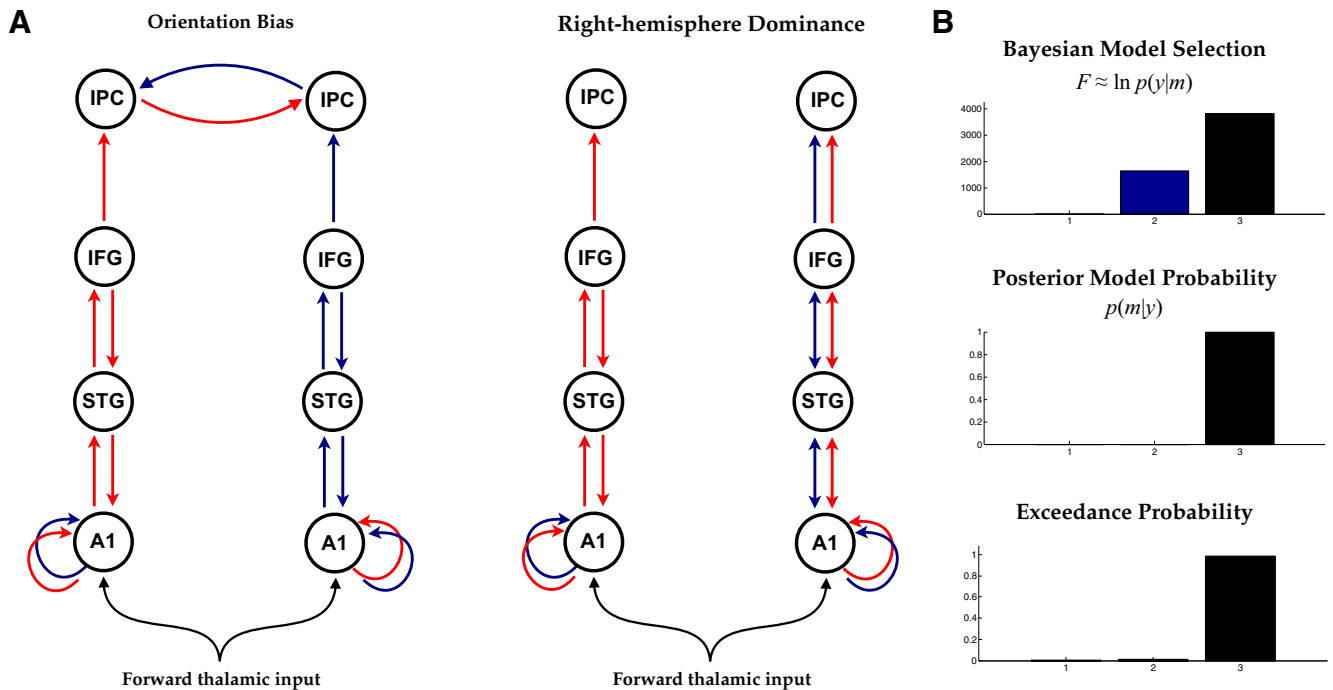 A
Orientation Bias
IPC
IPC
IFG
IFG
STG
STG
A1
A1
Forward thalamic input
Right-hemisphere Dominance
IPC
IPC
IFG
IFG
STG
STG
A1
A1
Forward thalamic input
B
Bayesian Model Selection
F ≈ ln p(y|m)
4000
3000
2000
1000
0
1 2 3
Posterior Model Probability
p(m|y)
1
0.8
0.6
0.4
0.2
0
1 2 3
Exceedance Probability
1
0.8
0.6
0.4
0.2
0
1 2 3